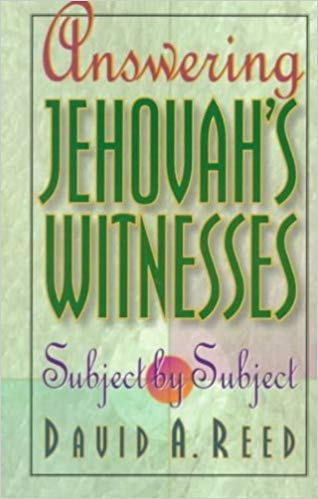 Answering
JEHOVAH'S
WITNESSES
Subject by Subject
DAVID A. REED